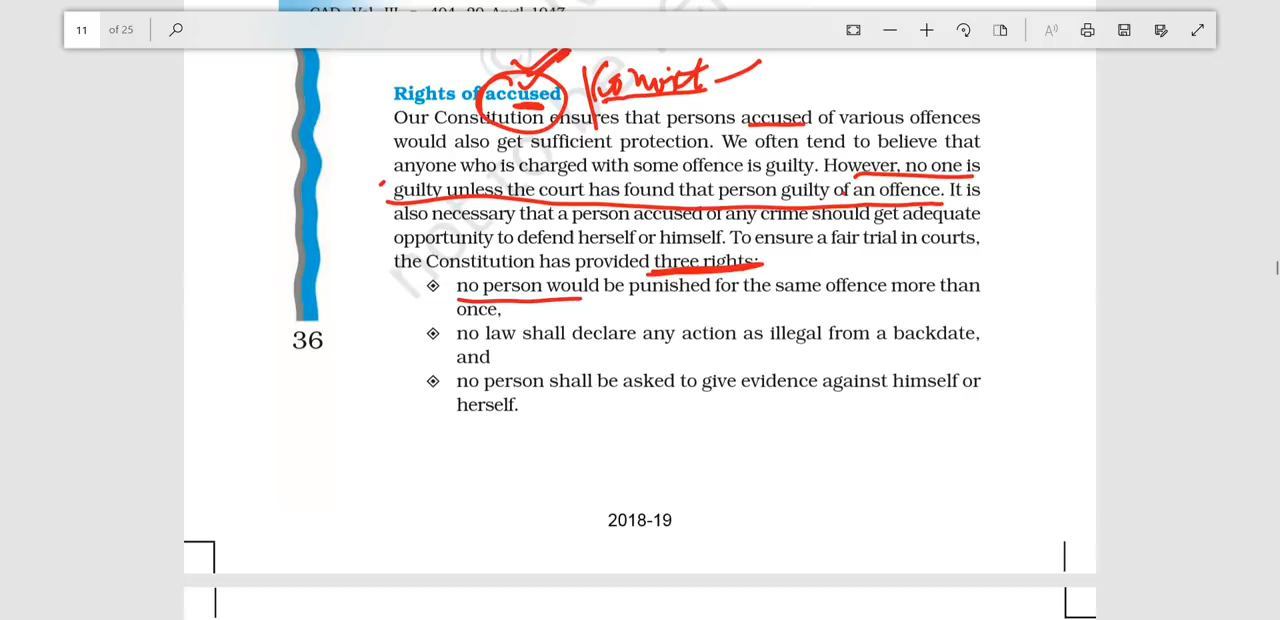 11 of 25
Rights of accused
Convict
Our Constitution ensures that persons accused of various offences
would also get sufficient protection. We often tend to believe that
anyone who is charged with some offence is guilty. However, no one is
guilty unless the court has found that person guilty of an offence. It is
also necessary that a person accused of any crime should get adequate
opportunity to defend herself or himself. To ensure a fair trial in courts,
the Constitution has provided three rights:
no person would be punished for the same offence more than
once,
no law shall declare any action as illegal from a backdate,
and
no person shall be asked to give evidence against himself or
herself.
36
2018-19